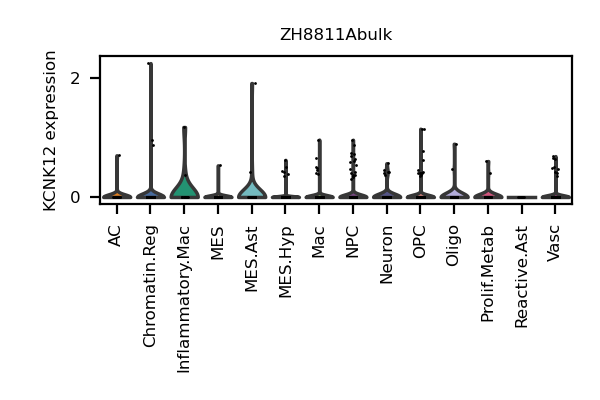 ZH8811Abulk
KCNK12 expression
2
0
AC
Chromatin.Reg
Inflammatory.Mac
MES
MES.Ast
MES.Hyp
Mac
NPC
Neuron
OPC
Oligo
Prolif.Metab
Reactive.Ast
Vasc